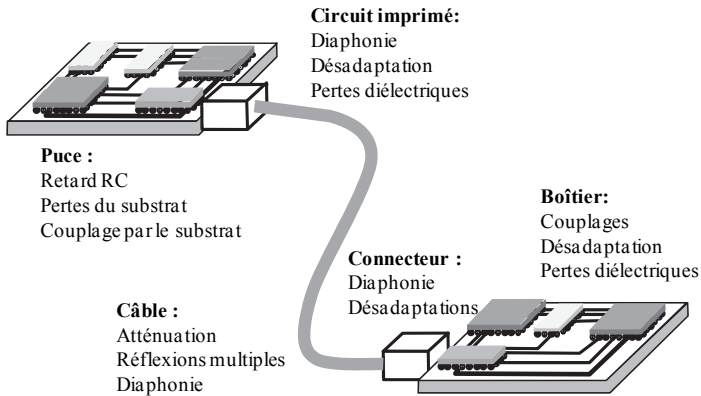 Circuit imprimé:
Diaphonie
Désadaptation
Pertes diélectriques
Puce :
Retard RC
Pertes du substrat
Couplage par le substrat
Boîtier:
Couplages
Désadaptation
Pertes diélectriques
Connecteur :
Diaphonie
Désadaptations
Câble :
Atténuation
Réflexions multiples
Diaphonie